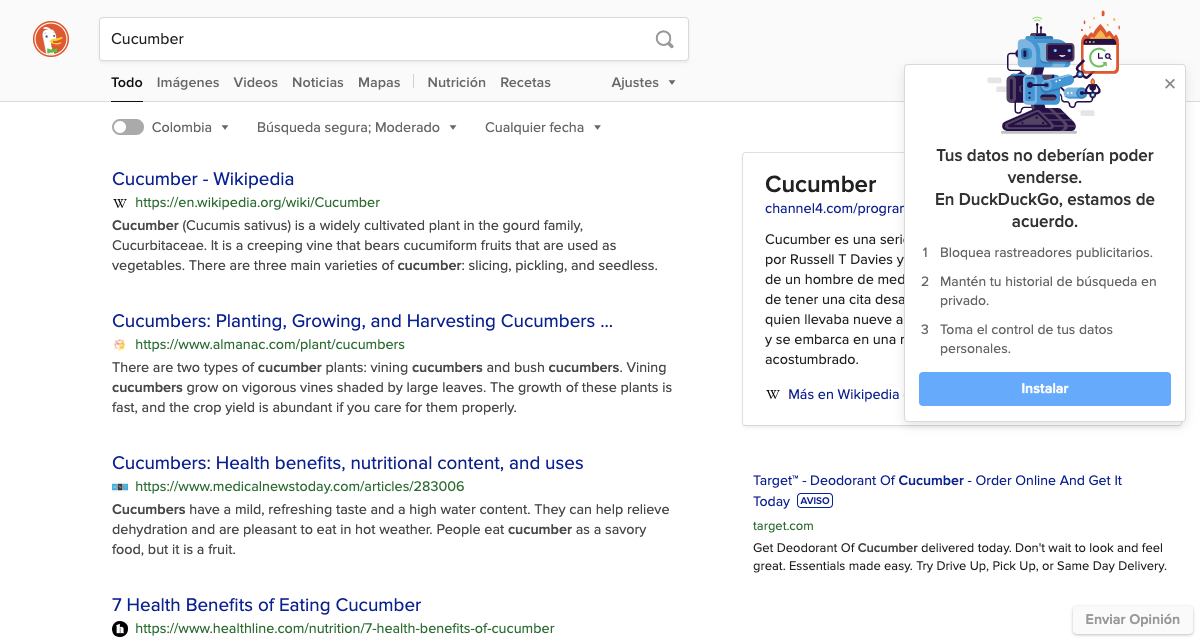 Cucumber
Todo Imágenes Videos Noticias Mapas Nutrición Recetas Ajustes
Colombia Búsqueda segura; Moderado Cualquier fecha
Cucumber - Wikipedia
W https://en.wikipedia.org/wiki/Cucumber
Cucumber (Cucumis sativus) is a widely cultivated plant in the gourd family,
Cucurbitaceae. It is a creeping vine that bears cucumiform fruits that are used as
vegetables. There are three main varieties of cucumber: slicing, pickling, and seedless.
Cucumbers: Planting, Growing, and Harvesting Cucumbers ...
https://www.almanac.com/plant/cucumbers
There are two types of cucumber plants: vining cucumbers and bush cucumbers. Vining
cucumbers grow on vigorous vines shaded by large leaves. The growth of these plants is
fast, and the crop yield is abundant if you care for them properly.
Cucumbers: Health benefits, nutritional content, and uses
https://www.medicalnewstoday.com/articles/283006
Cucumbers have a mild, refreshing taste and a high water content. They can help relieve
dehydration and are pleasant to eat in hot weather. People eat cucumber as a savory
food, but it is a fruit.
7 Health Benefits of Eating Cucumber
h https://www.healthline.com/nutrition/7-health-benefits-of-cucumber
Cucumber
channel4.com/progran
Cucumber es una serie
por Russell T Davies y
de un hombre de med
de tener una cita desa
quien llevaba nueve a
y se embarca en una
acostumbrado.
W Más en Wikipedia
Tus datos no deberían poder
venderse.
En DuckDuckGo, estamos de
acuerdo.
1 Bloquea rastreadores publicitarios.
2 Mantén tu historial de búsqueda en
privado.
3 Toma el control de tus datos
personales.
Instalar
Target™ - Deodorant Of Cucumber - Order Online And Get It
Today AVISO
target.com
Get Deodorant Of Cucumber delivered today. Don't wait to look and feel
great. Essentials made easy. Try Drive Up, Pick Up, or Same Day Delivery.
Enviar Opinión